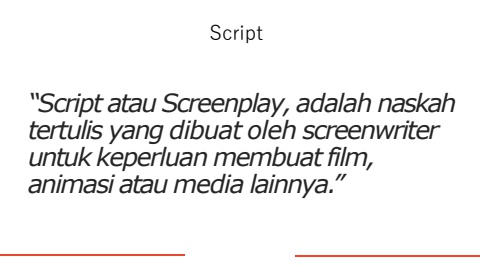 Script
“Script atau Screenplay, adalah naskah
tertulis yang dibuat oleh screenwriter
untuk keperluan membuat film,
animasi atau media lainnya.”